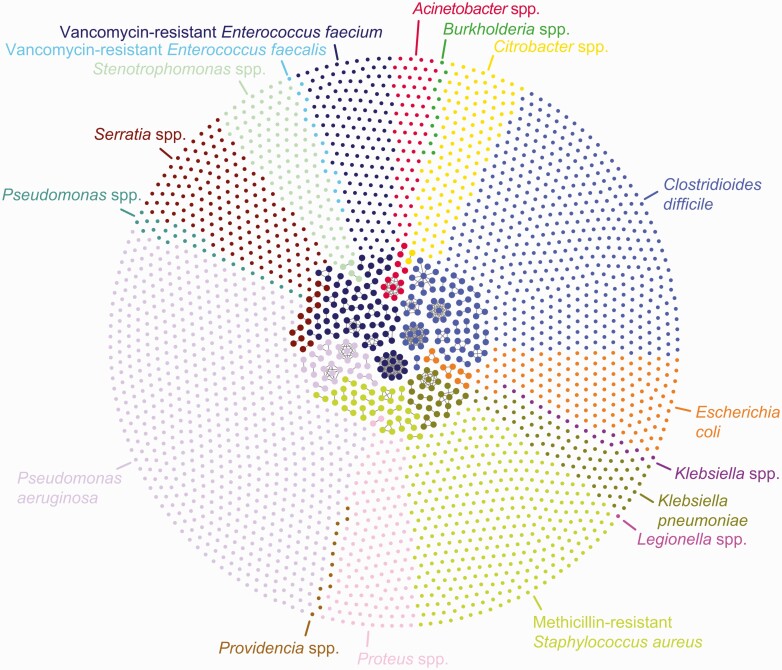 Acinetobacter spp.
Burkholderia spp.
Citrobacter spp.
Vancomycin-resistant Enterococcus faecium
Vancomycin-resistant Enterococcus faecalis
Stenotrophomonas spp.
Serratia spp.
Pseudomonas spp.
Clostridioides
difficile
Escherichia
coli
Klebsiella spp.
Klebsiella
pneumoniae
Legionella spp.
Pseudomonas
aeruginosa
Methicillin-resistant
Staphylococcus aureus
Providencia spp.
Proteus spp.